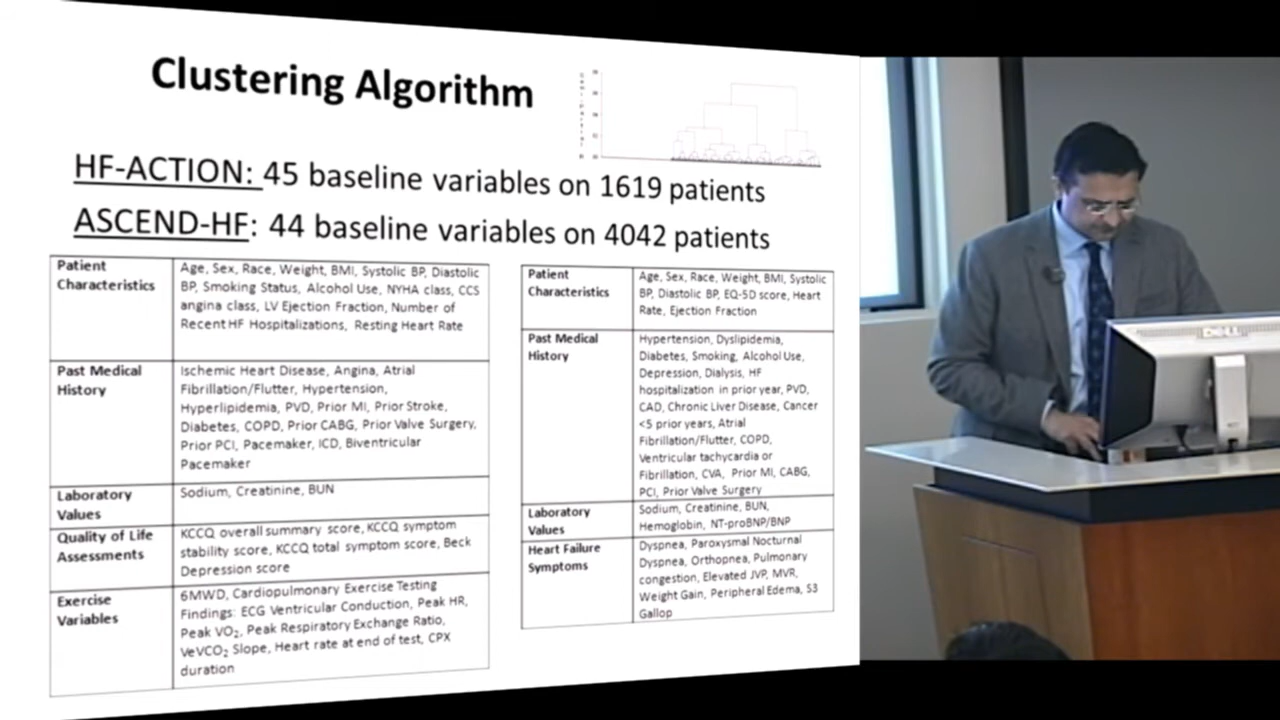 Clustering Algorithm
HF-ACTION: 45 baseline variables on 1619 patients
ASCEND-HF: 44 baseline variables on 4042 patients
Patient
Characteristics
Age, Sex, Race, Weight, BMI, Systolic BP, Diastolic
BP, Smoking Status, Alcohol Use, NYHA class, CCS
angina class, LV Ejection Fraction, Number of
Recent HF Hospitalizations, Resting Heart Rate
Past Medical
History
Ischemic Heart Disease, Angina, Atrial
Fibrillation/Flutter, Hypertension,
Hyperlipidemia, PVD, Prior MI, Prior Stroke,
Diabetes, COPD, Prior CABG, Prior Valve Surgery,
Prior PCI, Pacemaker, ICD, Biventricular
Pacemaker
Laboratory
Values
Sodium, Creatinine, BUN
Quality of Life
Assessments
KCCQ overall summary score, KCCQ symptom
stability score, KCCQ total symptom score, Beck
Depression score
Exercise
Variables
6MWD, Cardiopulmonary Exercise Testing
Findings: ECG Ventricular Conduction, Peak HR,
Peak VO₂, Peak Respiratory Exchange Ratio,
VeVCO₂ Slope, Heart rate at end of test, CPX
duration
Patient
Characteristics
Age, Sex, Race, Weight, BMI, Systolic
BP, Diastolic BP, EQ-5D score, Heart
Rate, Ejection Fraction
Past Medical
History
Hypertension, Dyslipidemia,
Diabetes, Smoking, Alcohol Use,
Depression, Dialysis, HF
hospitalization in prior year, PVD,
CAD, Chronic Liver Disease, Cancer
<5 prior years, Atrial
Fibrillation/Flutter, COPD,
Ventricular tachycardia or
Fibrillation, CVA, Prior MI, CABG,
PCI, Prior Valve Surgery
Laboratory
Values
Sodium, Creatinine, BUN,
Hemoglobin, NT-proBNP/BNP
Heart Failure
Symptoms
Dyspnea, Paroxysmal Nocturnal
Dyspnea, Orthopnea, Pulmonary
congestion, Elevated JVP, MVR,
Weight Gain, Peripheral Edema, S3
Gallop
DELL